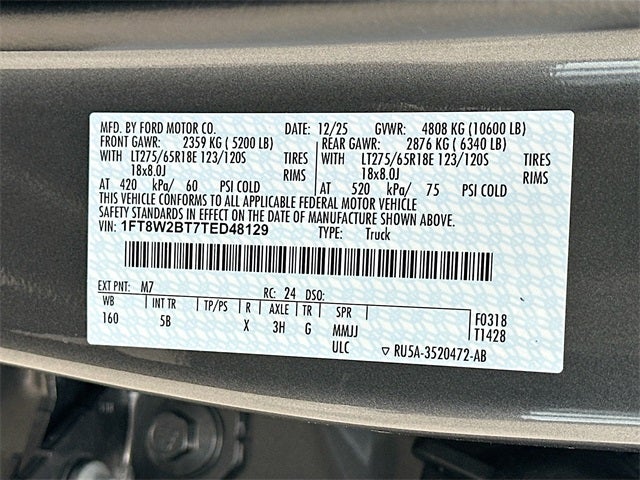 MFD. BY FORD MOTOR CO. DATE: 12/25 GVWR: 4808 KG (10600 LB)
FRONT GAWR: 2359 KG ( 5200 LB) REAR GAWR: 2876 KG ( 6340 LB)
WITH LT275/65R18E 123/120S TIRES WITH LT275/65R18E 123/120S TIRES
18x8.0J RIMS 18x8.0J RIMS
AT 420 kPa/ 60 PSI COLD AT 520 kPa/ 75 PSI COLD
THIS VEHICLE CONFORMS TO ALL APPLICABLE FEDERAL MOTOR VEHICLE
SAFETY STANDARDS IN EFFECT ON THE DATE OF MANUFACTURE SHOWN ABOVE.
VIN: 1FT8W2BT7TED48129 TYPE: Truck
EXT PNT: M7 RC: 24 DSO:
WB INT TR TP/PS R AXLE TR SPR F0318
160 5B X 3H G MMJJ T1428
ULC RU5A-3520472-AB